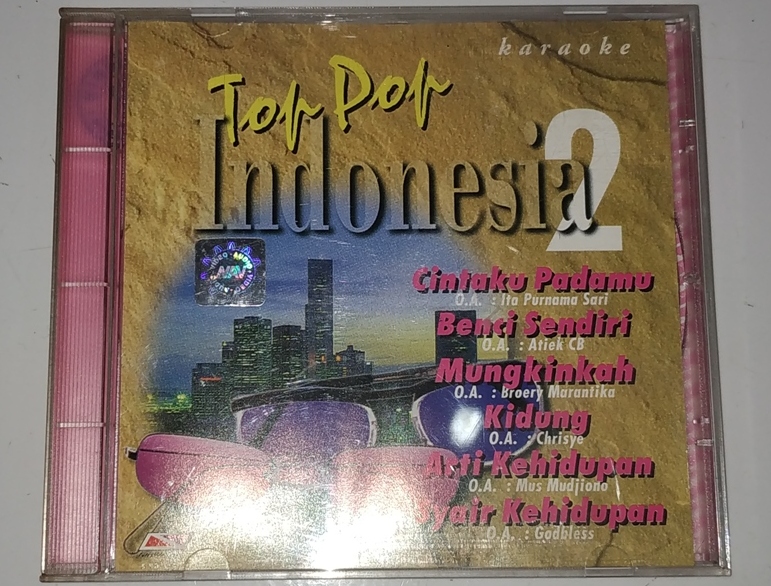 karaoke
Top Pop
Indonesia 2
Cintaku Padamu
O.A. : Ita Purnama Sari
Benci Sendiri
O.A. : Atiek CB
Mungkinkah
O.A. : Broery Marantika
Kidung
O.A. : Chrisye
Arti Kehidupan
O.A. : Mus Mudjiono
Syair Kehidupan
O.A. : Godbless